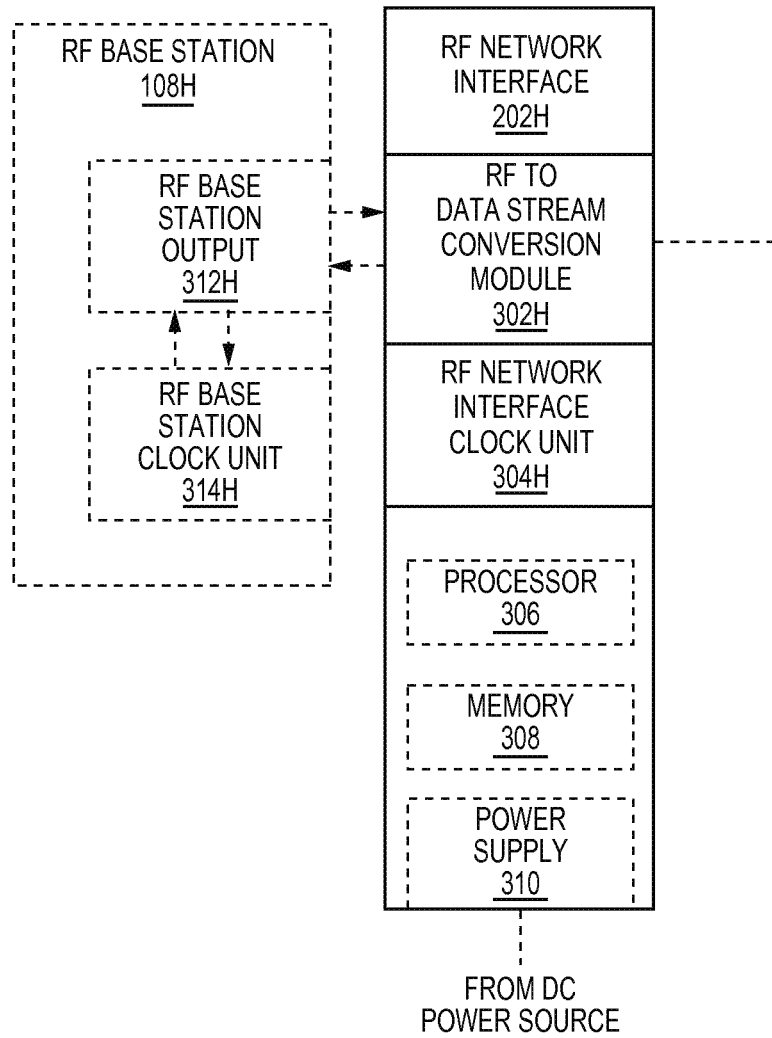 RF BASE STATION
108H
RF BASE
STATION
OUTPUT
312H
RF BASE
STATION
CLOCK UNIT
314H
RF NETWORK
INTERFACE
202H
RF TO
DATA STREAM
CONVERSION
MODULE
302H
RF NETWORK
INTERFACE
CLOCK UNIT
304H
PROCESSOR
306
MEMORY
308
POWER
SUPPLY
310
FROM DC
POWER SOURCE